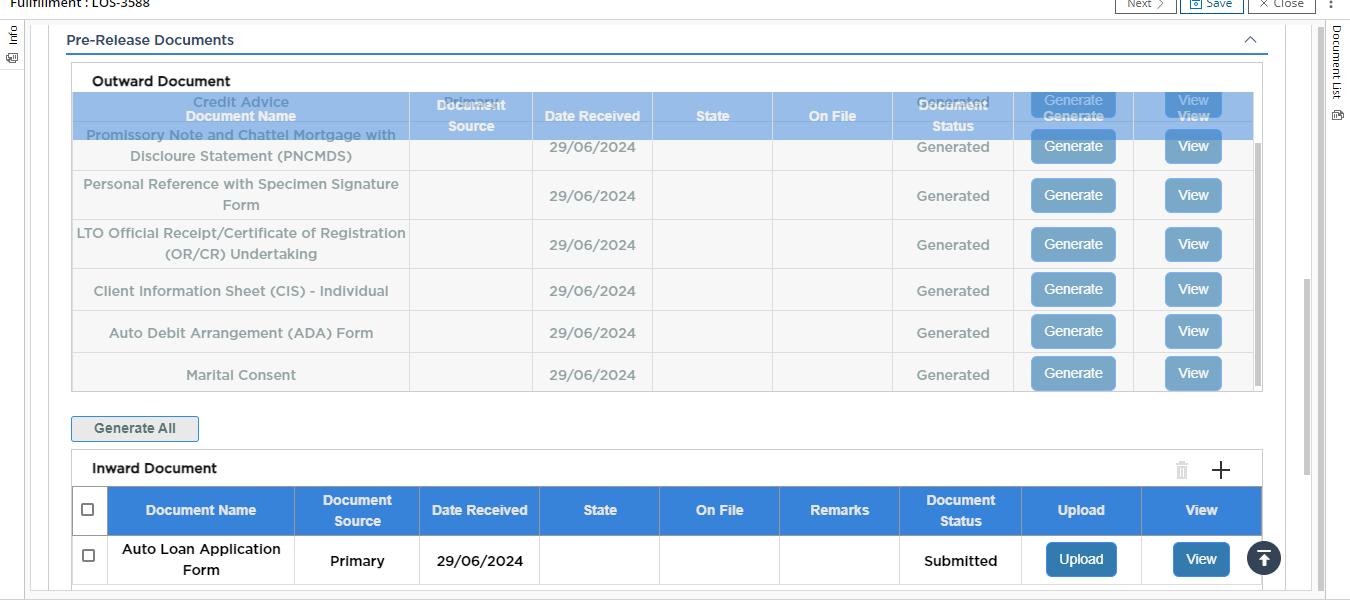 Fullfillment : LOS-3588
Next
Save
Close
Info
Document List
Pre-Release Documents
Outward Document
Document Name
Document Source
Date Received
State
On File
Document Status
Generate
View
Credit Advice
Primary
Generated
Generate
View
Promissory Note and Chattel Mortgage with
Discloure Statement (PNCMDS)
29/06/2024
Generated
Generate
View
Personal Reference with Specimen Signature
Form
29/06/2024
Generated
Generate
View
LTO Official Receipt/Certificate of Registration
(OR/CR) Undertaking
29/06/2024
Generated
Generate
View
Client Information Sheet (CIS) - Individual
29/06/2024
Generated
Generate
View
Auto Debit Arrangement (ADA) Form
29/06/2024
Generated
Generate
View
Marital Consent
29/06/2024
Generated
Generate
View
Generate All
Inward Document
Document Name
Document
Source
Date Received
State
On File
Remarks
Document
Status
Upload
View
Auto Loan Application
Form
Primary
29/06/2024
Submitted
Upload
View